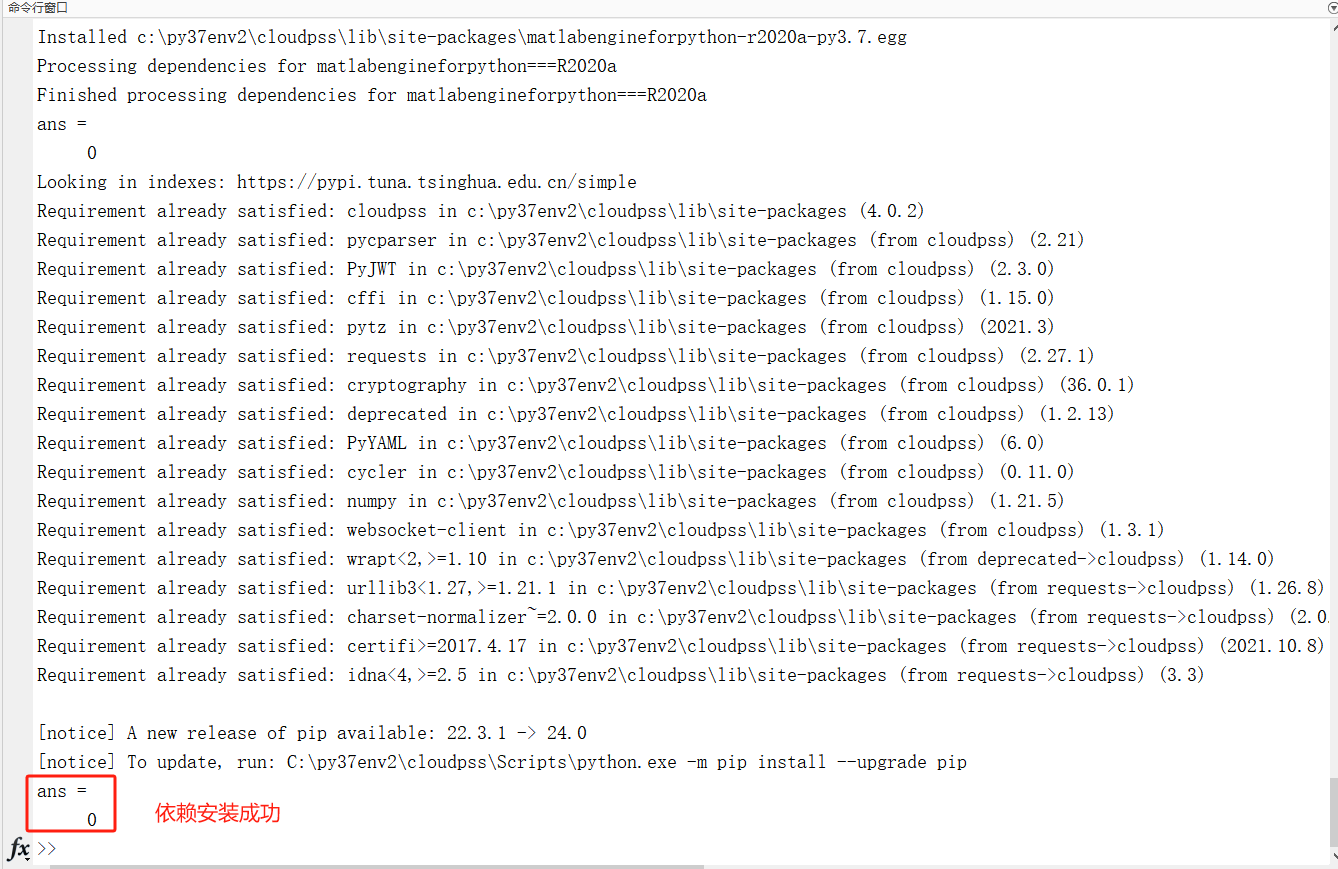 命令行窗口
Installed c:\py37env2\cloudpss\lib\site-packages\matlabengineforpython-r2020a-py3.7.egg
Processing dependencies for matlabengineforpython===R2020a
Finished processing dependencies for matlabengineforpython===R2020a
ans =
0
Looking in indexes: https://pypi.tuna.tsinghua.edu.cn/simple
Requirement already satisfied: cloudpss in c:\py37env2\cloudpss\lib\site-packages (4.0.2)
Requirement already satisfied: pycparser in c:\py37env2\cloudpss\lib\site-packages (from cloudpss) (2.21)
Requirement already satisfied: PyJWT in c:\py37env2\cloudpss\lib\site-packages (from cloudpss) (2.3.0)
Requirement already satisfied: cffi in c:\py37env2\cloudpss\lib\site-packages (from cloudpss) (1.15.0)
Requirement already satisfied: pytz in c:\py37env2\cloudpss\lib\site-packages (from cloudpss) (2021.3)
Requirement already satisfied: requests in c:\py37env2\cloudpss\lib\site-packages (from cloudpss) (2.27.1)
Requirement already satisfied: cryptography in c:\py37env2\cloudpss\lib\site-packages (from cloudpss) (36.0.1)
Requirement already satisfied: deprecated in c:\py37env2\cloudpss\lib\site-packages (from cloudpss) (1.2.13)
Requirement already satisfied: PyYAML in c:\py37env2\cloudpss\lib\site-packages (from cloudpss) (6.0)
Requirement already satisfied: cycler in c:\py37env2\cloudpss\lib\site-packages (from cloudpss) (0.11.0)
Requirement already satisfied: numpy in c:\py37env2\cloudpss\lib\site-packages (from cloudpss) (1.21.5)
Requirement already satisfied: websocket-client in c:\py37env2\cloudpss\lib\site-packages (from cloudpss) (1.3.1)
Requirement already satisfied: wrapt<2,>=1.10 in c:\py37env2\cloudpss\lib\site-packages (from deprecated->cloudpss) (1.14.0)
Requirement already satisfied: urllib3<1.27,>=1.21.1 in c:\py37env2\cloudpss\lib\site-packages (from requests->cloudpss) (1.26.8)
Requirement already satisfied: charset-normalizer~=2.0.0 in c:\py37env2\cloudpss\lib\site-packages (from requests->cloudpss) (2.0.
Requirement already satisfied: certifi>=2017.4.17 in c:\py37env2\cloudpss\lib\site-packages (from requests->cloudpss) (2021.10.8)
Requirement already satisfied: idna<4,>=2.5 in c:\py37env2\cloudpss\lib\site-packages (from requests->cloudpss) (3.3)
[notice] A new release of pip available: 22.3.1 -> 24.0
[notice] To update, run: C:\py37env2\cloudpss\Scripts\python.exe -m pip install --upgrade pip
ans =
0
依赖安装成功
fx >>